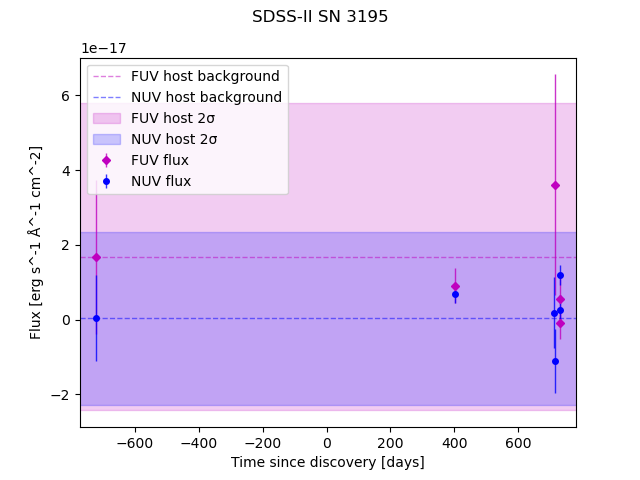 SDSS-II SN 3195
1e−17
FUV host background
NUV host background
FUV host 2σ
NUV host 2σ
FUV flux
NUV flux
6
4
2
0
−2
Flux [erg s^-1 Å^-1 cm^-2]
−600 −400 −200 0 200 400 600
Time since discovery [days]